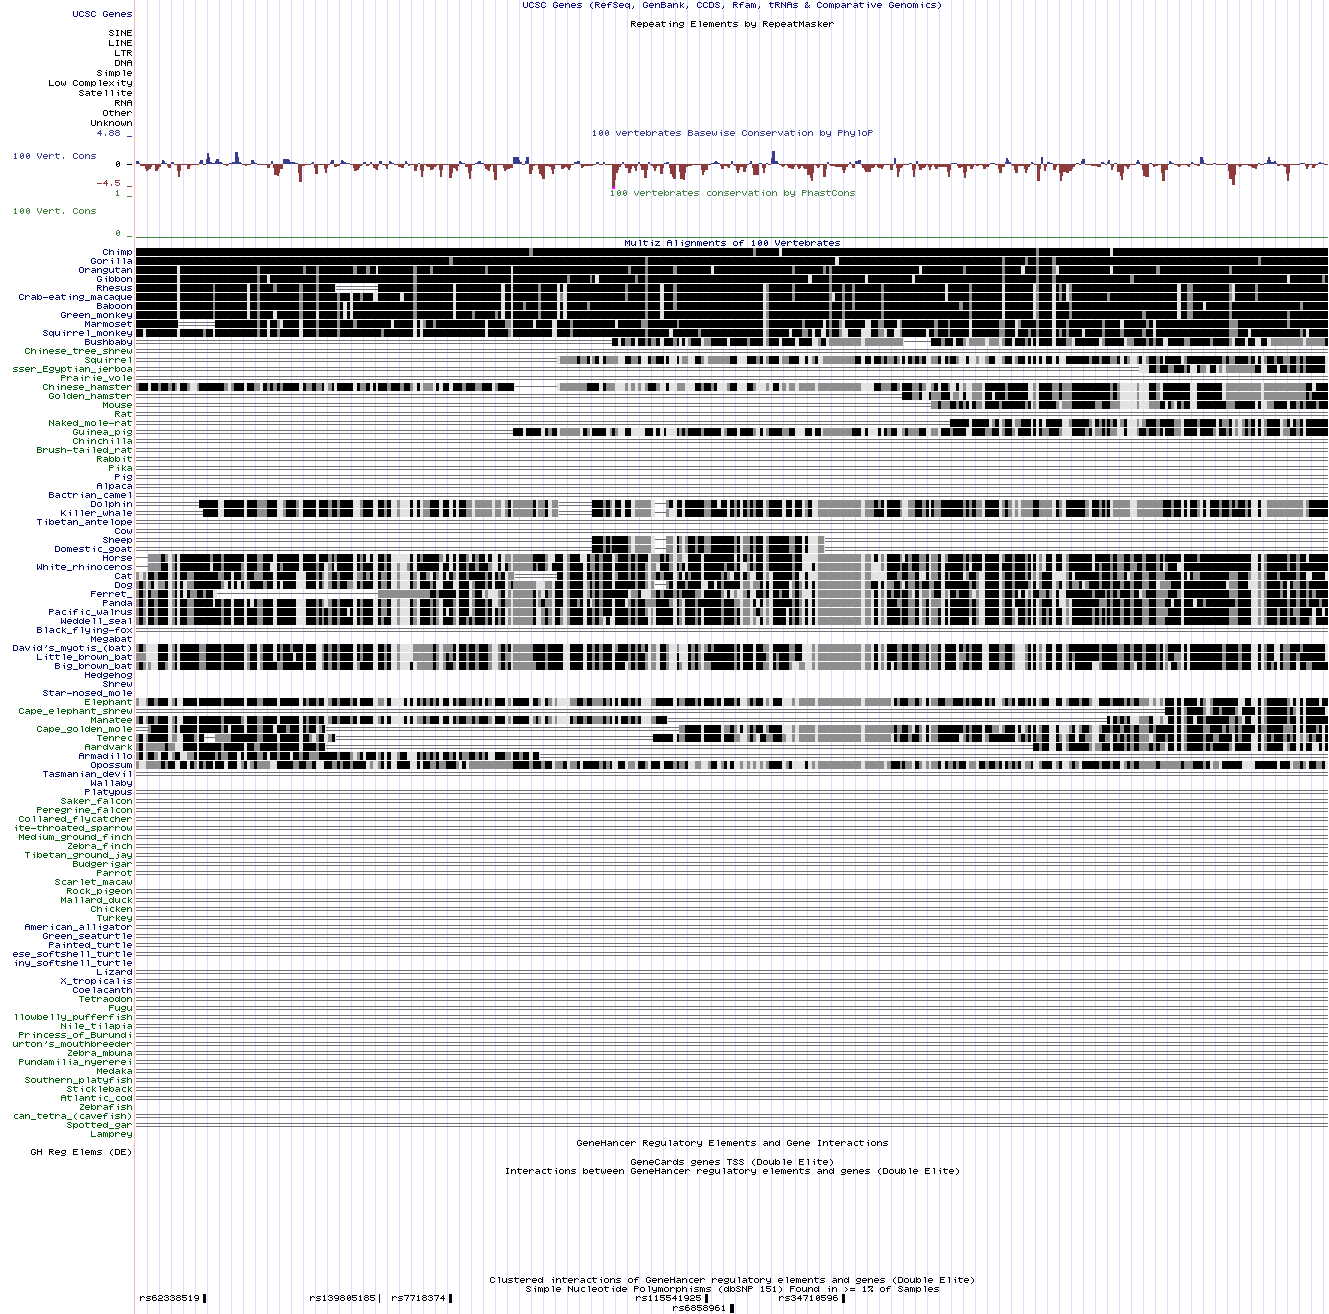 UCSC Genes (RefSeq, GenBank, CCDS, Rfam, tRNAs & Comparative Genomics)
UCSC Genes
Repeating Elements by RepeatMasker
SINE
LINE
LTR
DNA
Simple
Low Complexity
Satellite
RNA
Other
Unknown
4.88 _
100 vertebrates Basewise Conservation by PhyloP
100 Vert. Cons
0 -
-4.5 _
100 vertebrates conservation by PhastCons
1 _
100 Vert. Cons
0 _
Multiz Alignments of 100 Vertebrates
Chimp
Gorilla
Orangutan
Gibbon
Rhesus
Crab-eating_macaque
Baboon
Green_monkey
Marmoset
Squirrel_monkey
Bushbaby
Chinese_tree_shrew
Squirrel
sser_Egyptian_jerboa
Prairie_vole
Chinese_hamster
Golden_hamster
Mouse
Rat
Naked_mole-rat
Guinea_pig
Chinchilla
Brush-tailed_rat
Rabbit
Pika
Pig
Alpaca
Bactrian_camel
Dolphin
Killer_whale
Tibetan_antelope
Cow
Sheep
Domestic_goat
Horse
White_rhinoceros
Cat
Dog
Ferret_
Panda
Pacific_walrus
Weddell_seal
Black_flying-fox
Megabat
David's_myotis_(bat)
Little_brown_bat
Big_brown_bat
Hedgehog
Shrew
Star-nosed_mole
Elephant
Cape_elephant_shrew
Manatee
Cape_golden_mole
Tenrec
Aardvark
Armadillo
Opossum
Tasmanian_devil
Wallaby
Platypus
Saker_falcon
Peregrine_falcon
Collared_flycatcher
ite-throated_sparrow
Medium_ground_finch
Zebra_finch
Tibetan_ground_jay
Budgerigar
Parrot
Scarlet_macaw
Rock_pigeon
Mallard_duck
Chicken
Turkey
American_alligator
Green_seaturtle
Painted_turtle
ese_softshell_turtle
iny_softshell_turtle
Lizard
X_tropicalis
Coelacanth
Tetraodon
Fugu
llowbelly_pufferfish
Nile_tilapia
Princess_of_Burundi
urton's_mouthbreeder
Zebra_mbuna
Pundamilia_nyererei
Medaka
Southern_platyfish
Stickleback
Atlantic_cod
Zebrafish
can_tetra_(cavefish)
Spotted_gar
Lamprey
GeneHancer Regulatory Elements and Gene Interactions
GH Reg Elems (DE)
GeneCards genes TSS (Double Elite)
Interactions between GeneHancer regulatory elements and genes (Double Elite)
Clustered interactions of GeneHancer regulatory elements and genes (Double Elite)
Simple Nucleotide Polymorphisms (dbSNP 151) Found in >= 1% of Samples
rs62338519 rs139805185 rs7718374 rs115541925 rs34710596
rs6858961